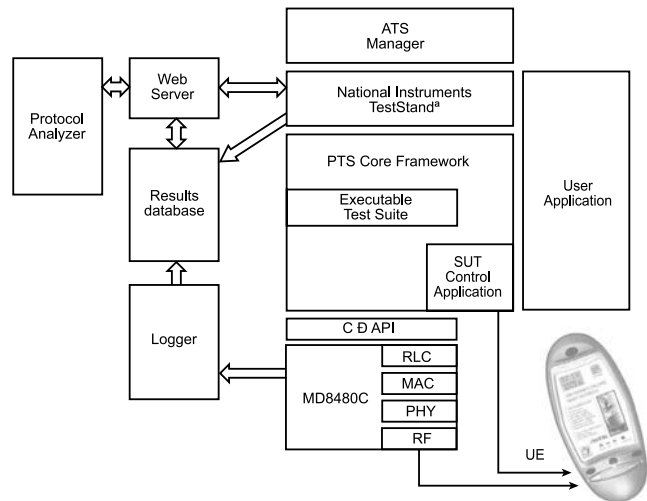 ATS
Manager
Protocol
Analyzer
Web
Server
National Instruments
TestStandª
User
Application
Results
database
PTS Core Framework
Executable
Test Suite
SUT
Control
Application
Logger
C Ð API
MD8480C
RLC
MAC
PHY
RF
UE